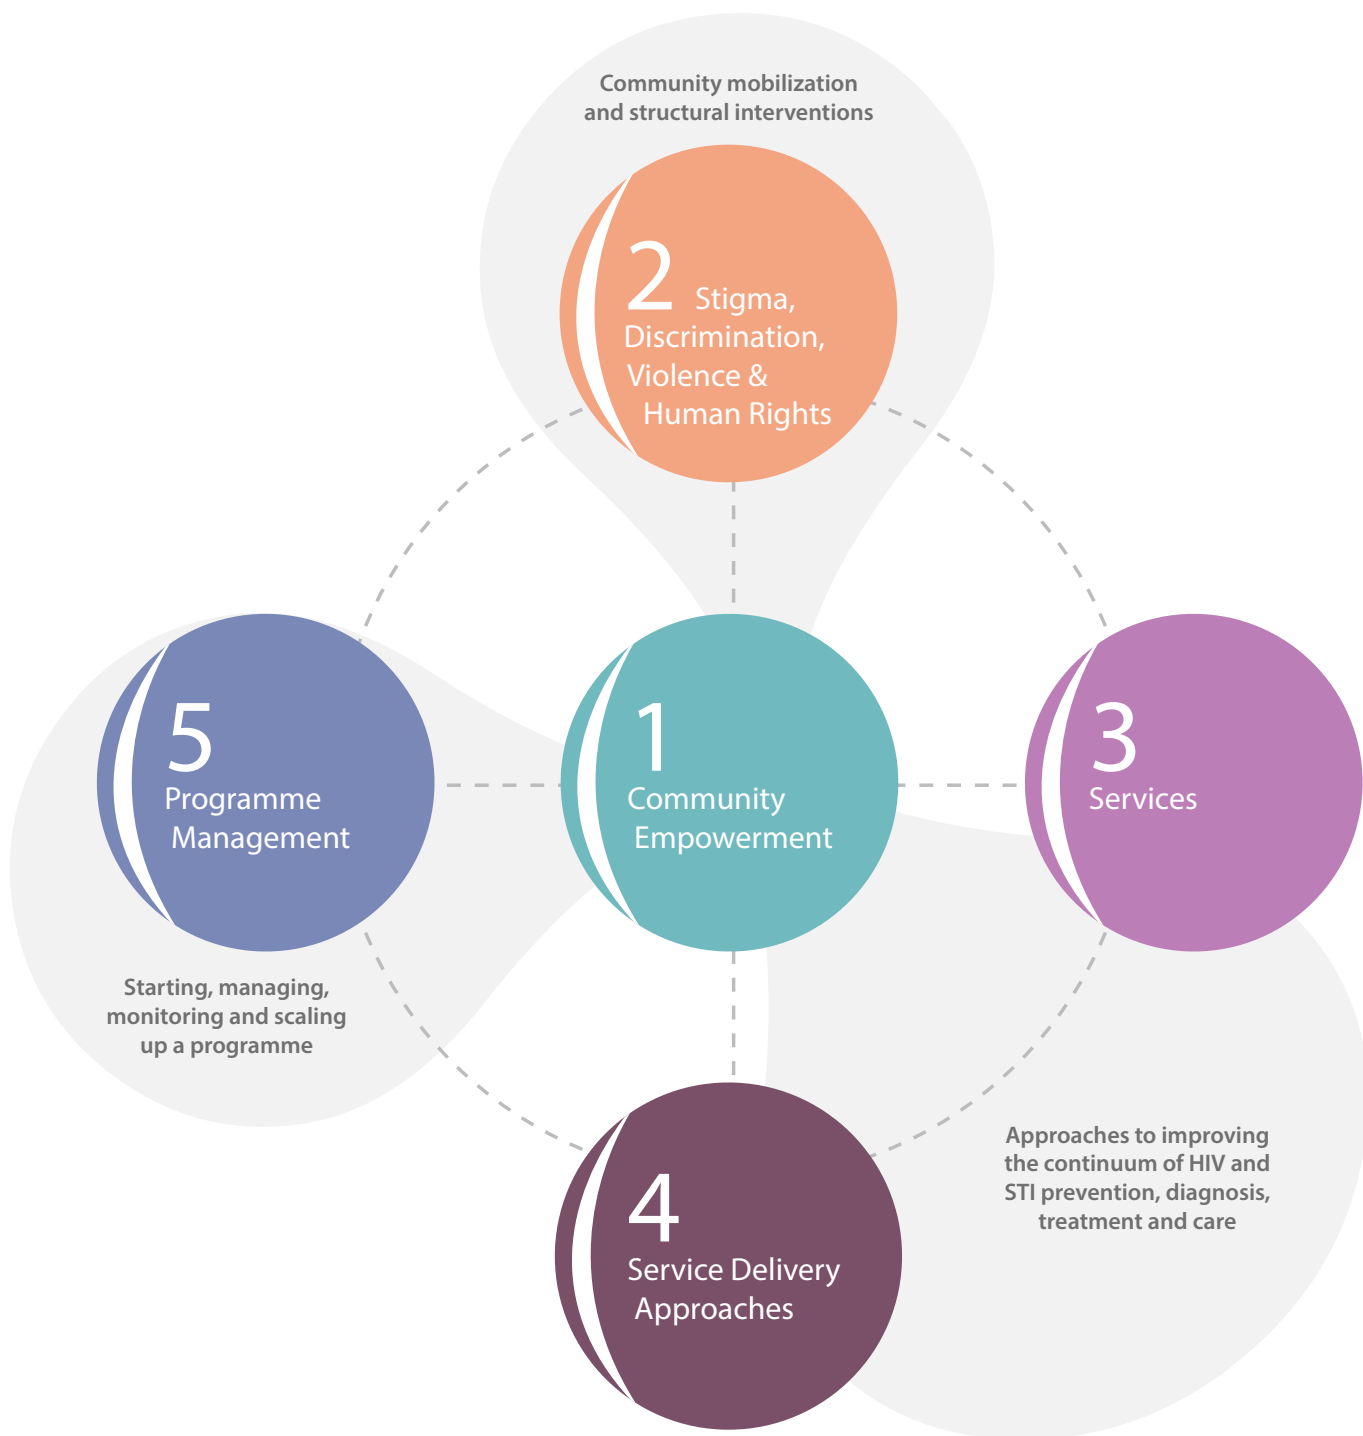 Community mobilization
and structural interventions
2 Stigma,
Discrimination,
Violence &
Human Rights
5
Programme
Management
1
Community
Empowerment
3
Services
Starting, managing,
monitoring and scaling
up a programme
4
Service Delivery
Approaches
Approaches to improving
the continuum of HIV and
STI prevention, diagnosis,
treatment and care